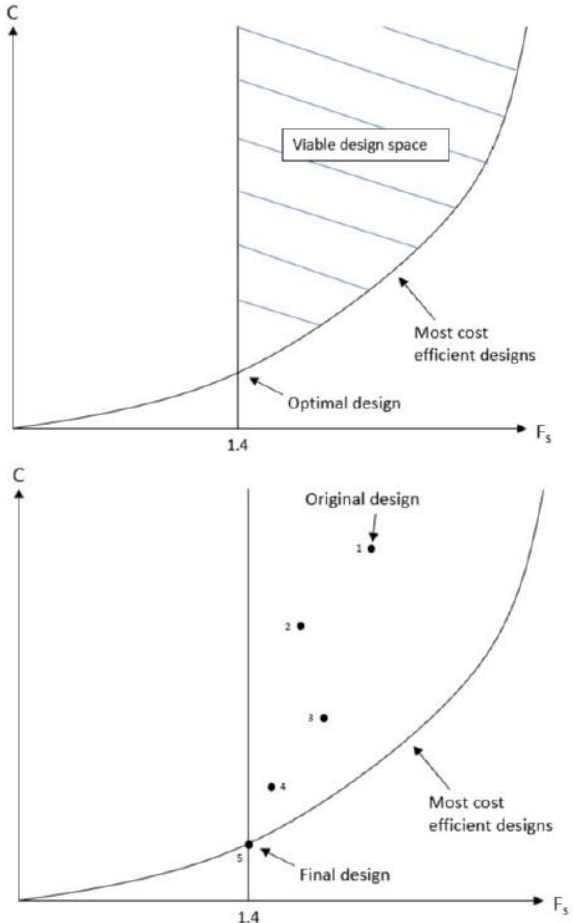 C
Viable design space
Most cost
efficient designs
Optimal design
1.4
Fs
C
Original design
1
2
3
4
Most cost
efficient designs
5
Final design
1.4
Fs